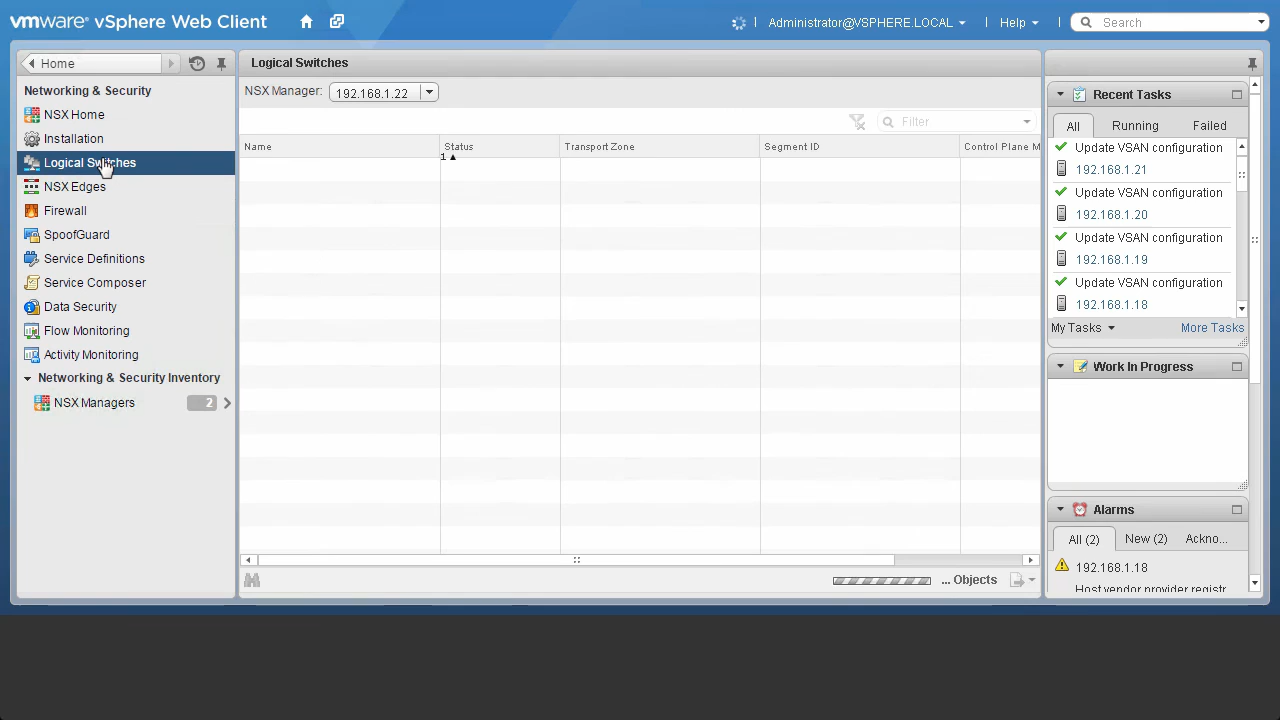 vmware® vSphere Web Client
Administrator@VSPHERE.LOCAL
Help
Search
Home
Networking & Security
NSX Home
Installation
Logical Switches
NSX Edges
Firewall
SpoofGuard
Service Definitions
Service Composer
Data Security
Flow Monitoring
Activity Monitoring
Networking & Security Inventory
NSX Managers 2
Logical Switches
NSX Manager: 192.168.1.22
Filter
Name Status Transport Zone Segment ID Control Plane M
1
... Objects
Recent Tasks
All Running Failed
Update VSAN configuration
192.168.1.21
Update VSAN configuration
192.168.1.20
Update VSAN configuration
192.168.1.19
Update VSAN configuration
192.168.1.18
My Tasks More Tasks
Work In Progress
Alarms
All (2) New (2) Ackno...
192.168.1.18
Host vendor provider registr